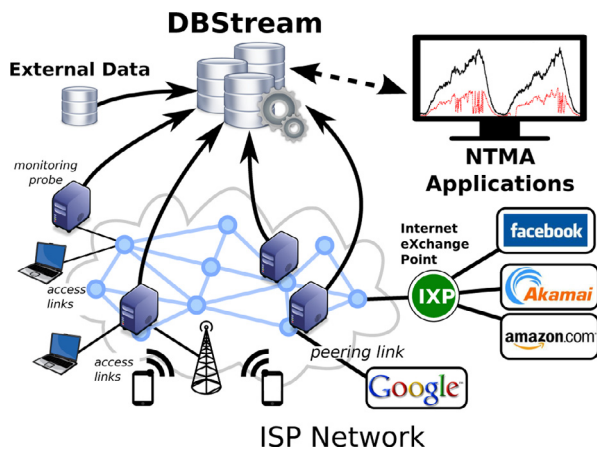 DBStream
External Data
NTMA
Applications
monitoring
probe
Internet
eXchange
Point
facebook
access
links
IXP
Akamai
amazon.com
access
links
peering link
Google™
ISP Network